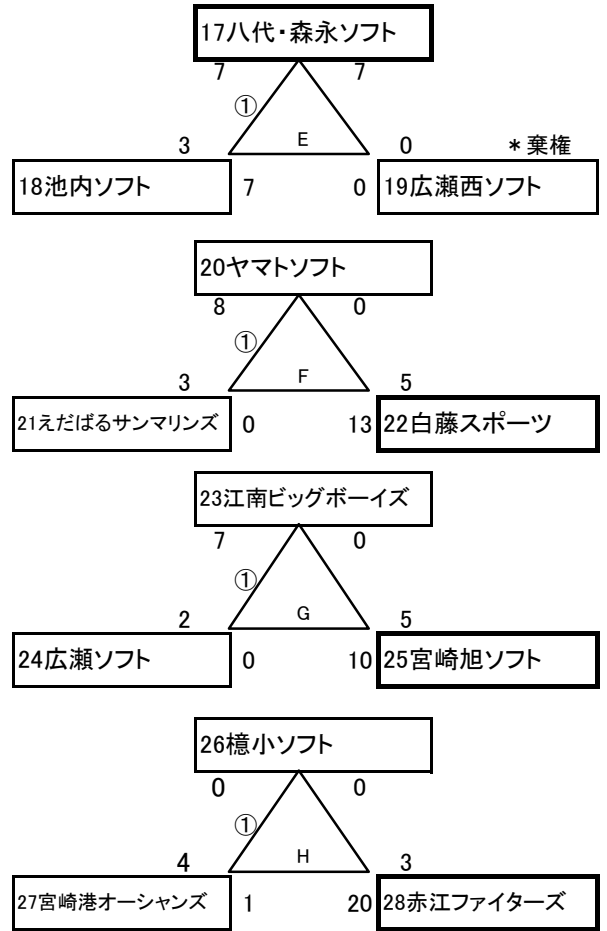 17八代・森永ソフト
7 7
①
E
3 0 *棄権
18池内ソフト 7 0 19広瀬西ソフト
20ヤマトソフト
8 0
①
F
3 5
21えだばるサンマリンズ 0 13 22白藤スポーツ
23江南ビッグボーイズ
7 0
①
G
2 5
24広瀬ソフト 0 10 25宮崎旭ソフト
26檍小ソフト
0 0
①
H
4 3
27宮崎港オーシャンズ 1 20 28赤江ファイターズ